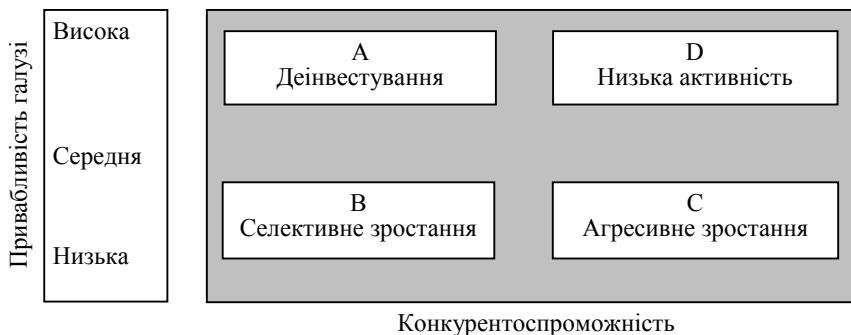 Привабливість галузі
Висока
Середня
Низька
A
Деінвестування
D
Низька активність
B
Селективне зростання
C
Агресивне зростання
Конкурентоспроможність